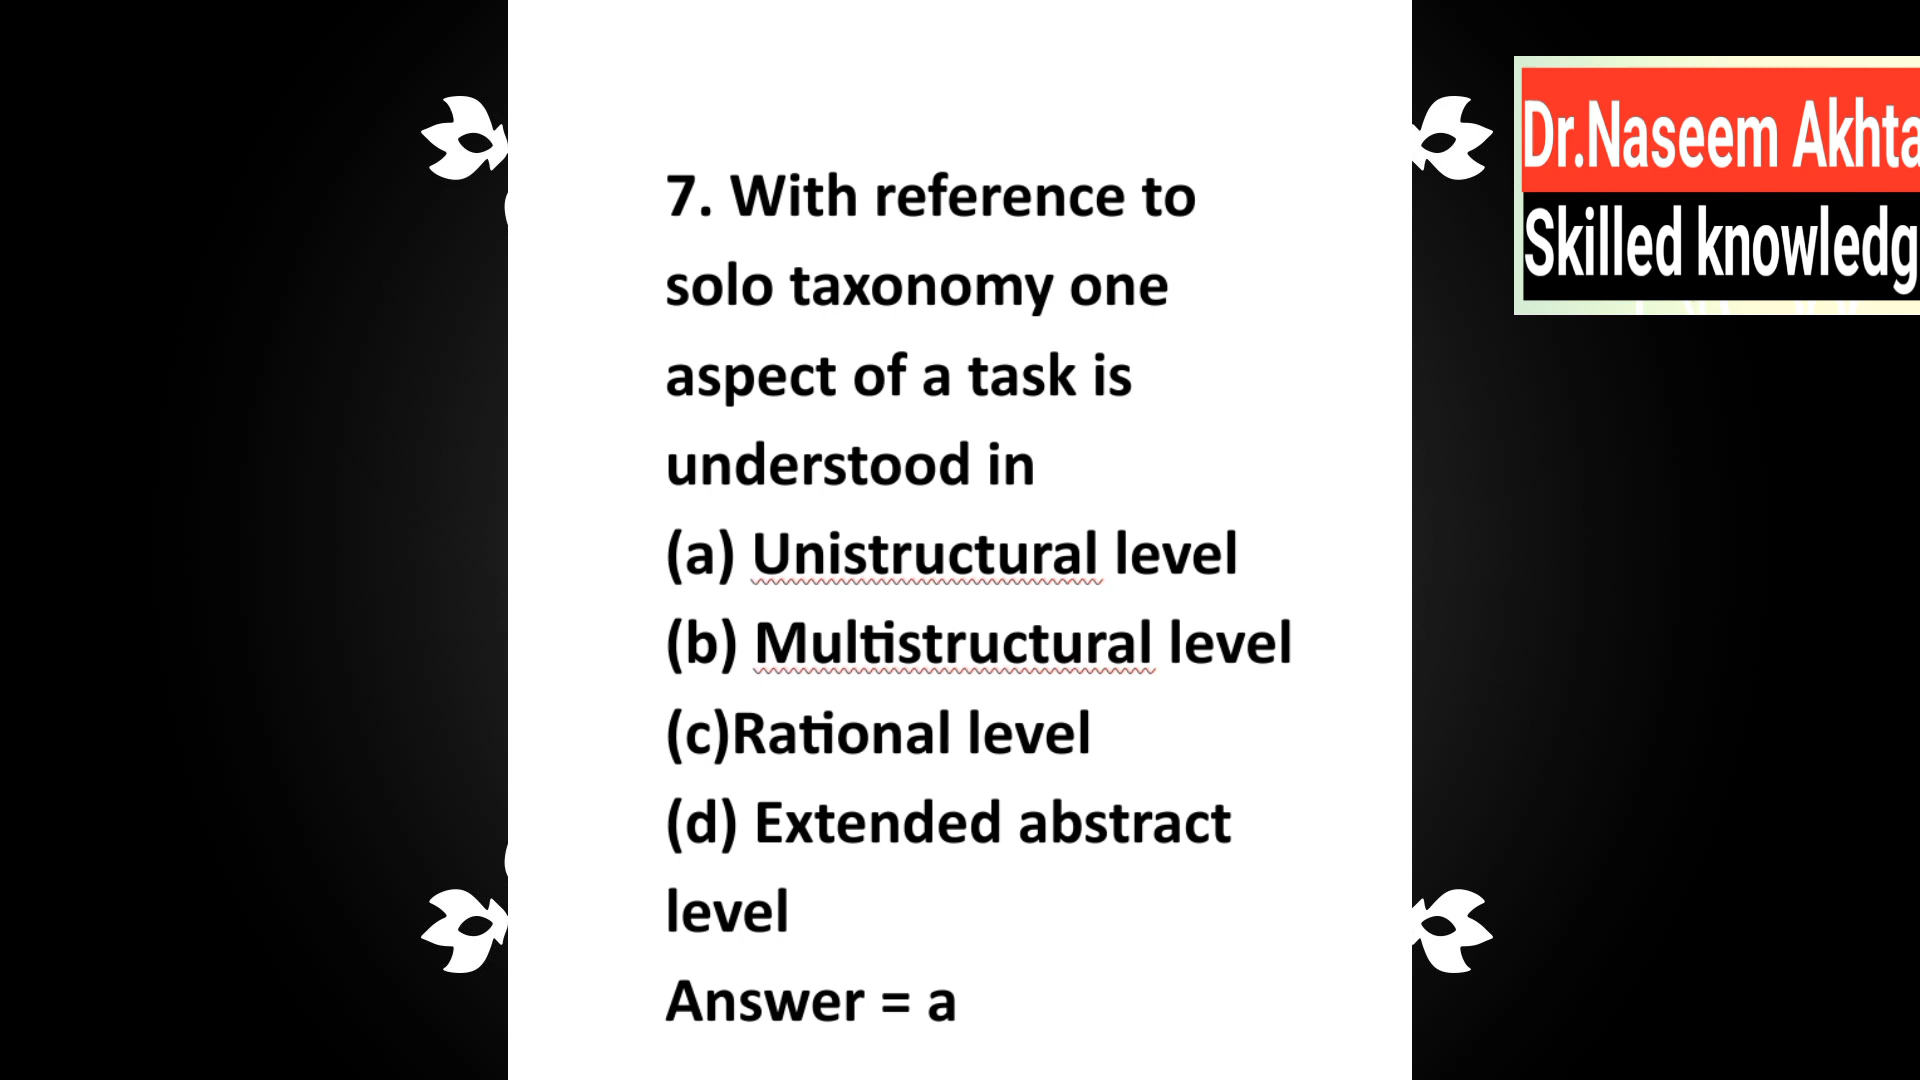 7. With reference to
solo taxonomy one
aspect of a task is
understood in
(a) Unistructural level
(b) Multistructural level
(c)Rational level
(d) Extended abstract
level
Answer = a
Dr.Naseem Akhta
Skilled knowledg